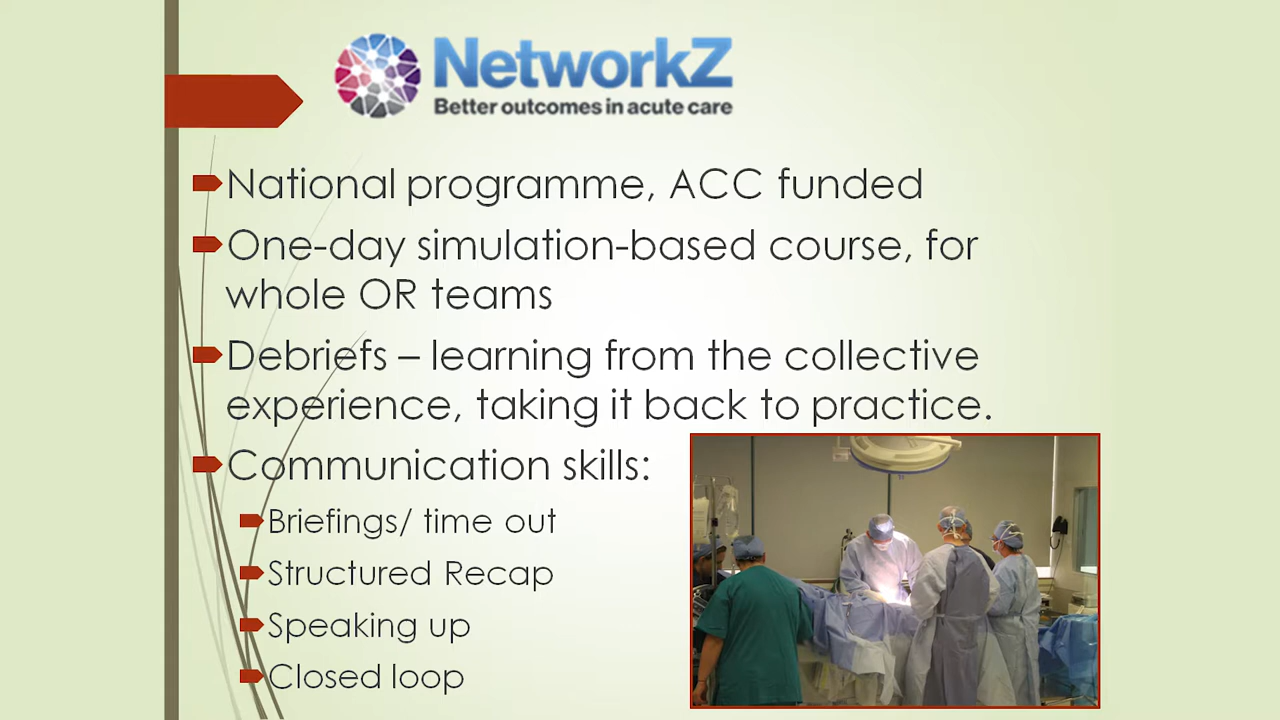 NetworkZ
Better outcomes in acute care
National programme, ACC funded
One-day simulation-based course, for
whole OR teams
Debriefs – learning from the collective
experience, taking it back to practice.
Communication skills:
Briefings/ time out
Structured Recap
Speaking up
Closed loop